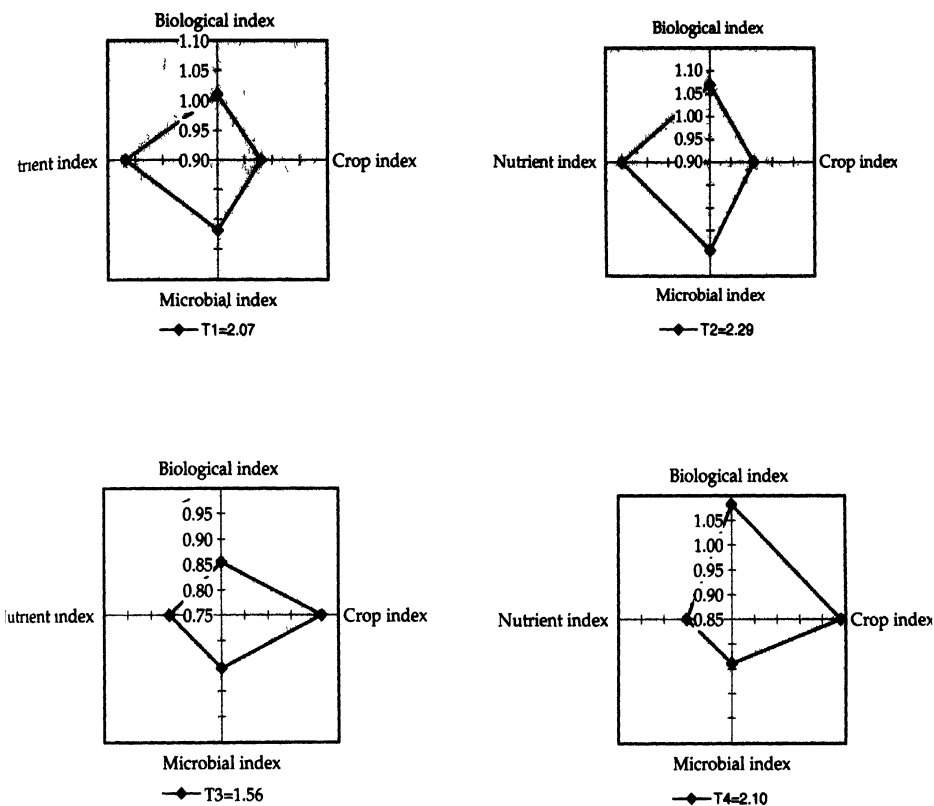 Biological index
1.10
1.05
1.00
0.95
0.90
trient index
Crop index
Microbial index
T1=2.07
Biological index
1.10
1.05
1.00
0.95
0.90
Nutrient index
Crop index
Microbial index
T2=2.29
Biological index
0.95
0.90
0.85
0.80
0.75
utrient index
Crop index
Microbial index
T3=1.56
Biological index
1.05
1.00
0.95
0.90
0.85
Nutrient index
Crop index
Microbial index
T4=2.10